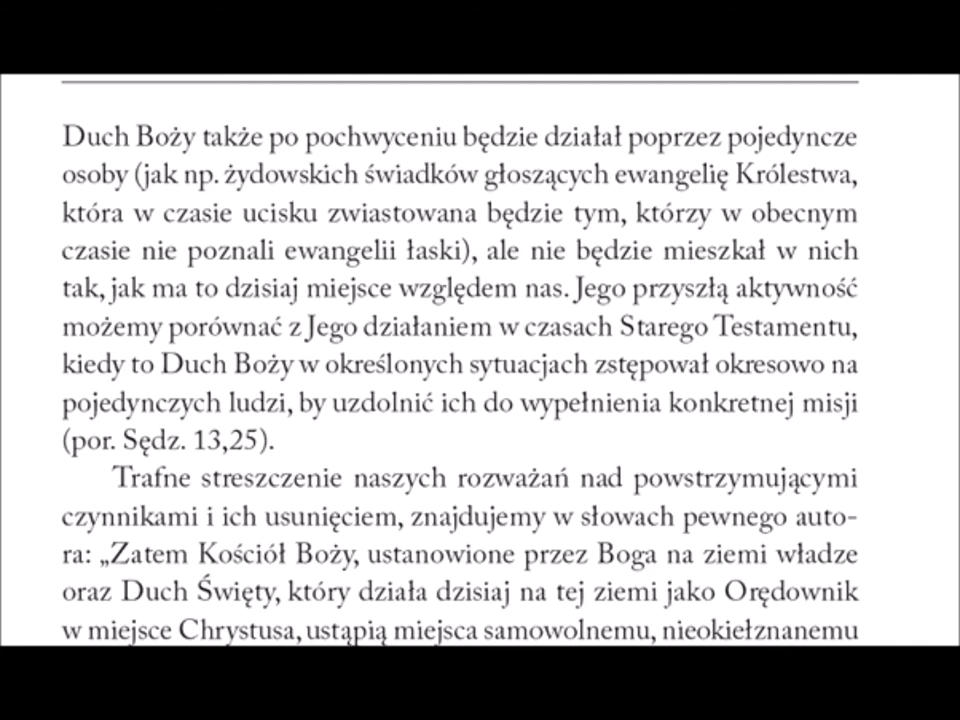 Duch Boży także po pochwyceniu będzie działał poprzez pojedyncze
osoby (jak np. żydowskich świadków głoszących ewangelię Królestwa,
która w czasie ucisku zwiastowana będzie tym, którzy w obecnym
czasie nie poznali ewangelii łaski), ale nie będzie mieszkał w nich
tak, jak ma to dzisiaj miejsce względem nas. Jego przyszłą aktywność
możemy porównać z Jego działaniem w czasach Starego Testamentu,
kiedy to Duch Boży w określonych sytuacjach zstępował okresowo na
pojedynczych ludzi, by uzdolnić ich do wypełnienia konkretnej misji
(por. Sędz. 13,25).
Trafne streszczenie naszych rozważań nad powstrzymującymi
czynnikami i ich usunięciem, znajdujemy w słowach pewnego auto-
ra: „Zatem Kościół Boży, ustanowione przez Boga na ziemi władze
oraz Duch Święty, który działa dzisiaj na tej ziemi jako Orędownik
w miejsce Chrystusa, ustąpią miejsca samowolnemu, nieokiełznanemu